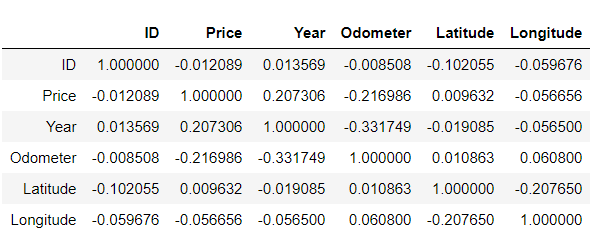 ID Price Year Odometer Latitude Longitude
ID 1.000000 -0.012089 0.013569 -0.008508 -0.102055 -0.059676
Price -0.012089 1.000000 0.207306 -0.216986 0.009632 -0.056656
Year 0.013569 0.207306 1.000000 -0.331749 -0.019085 -0.056500
Odometer -0.008508 -0.216986 -0.331749 1.000000 0.010863 0.060800
Latitude -0.102055 0.009632 -0.019085 0.010863 1.000000 -0.207650
Longitude -0.059676 -0.056656 -0.056500 0.060800 -0.207650 1.000000